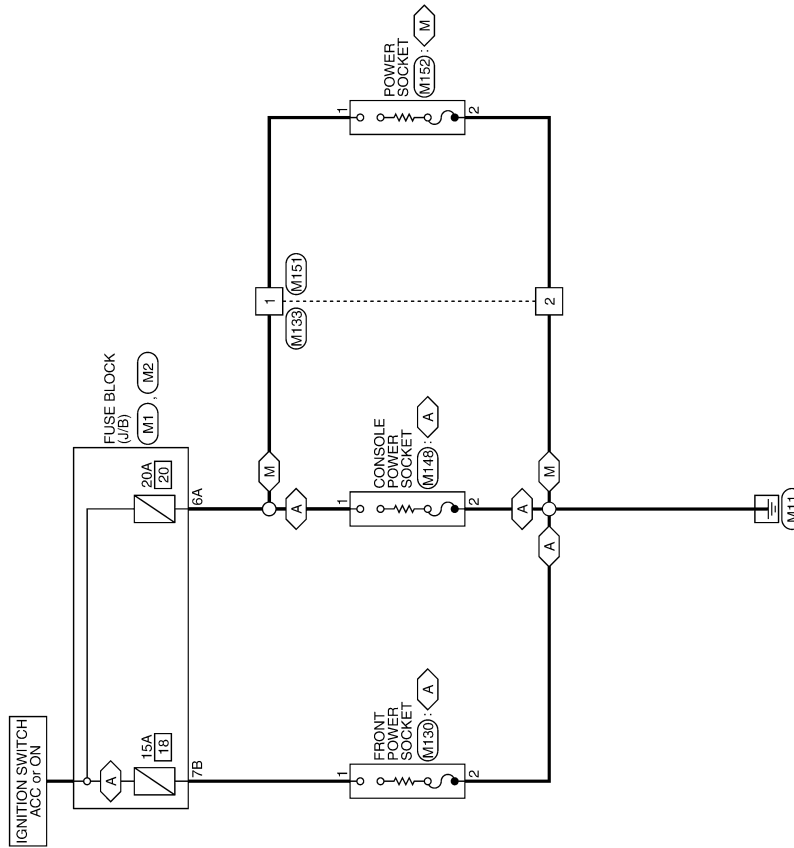 IGNITION SWITCH
ACC or ON
FUSE BLOCK
(J/B)
M1 , M2
A
15A
18
20A
20
7B
6A
M
A
M133
1
M151
1
FRONT
POWER
SOCKET
M130 : A
2
1
CONSOLE
POWER
SOCKET
M148 : A
2
1
POWER
SOCKET
M152 : M
2
A
A
M
2
M11